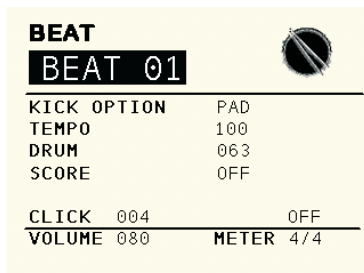 BEAT
BEAT 01
KICK OPTION PAD
TEMPO 100
DRUM 063
SCORE OFF
CLICK 004 OFF
VOLUME 080 METER 4/4